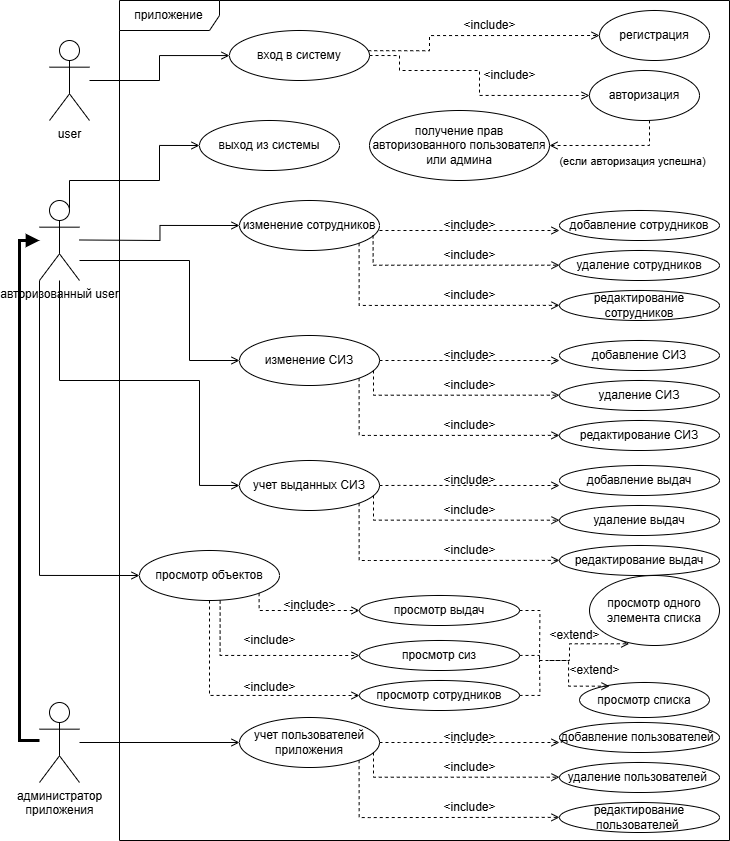 приложение
<include>
регистрация
вход в систему
<include>
авторизация
user
получение прав
авторизованного пользователя
или админа
(если авторизация успешна)
выход из системы
изменение сотрудников
<include>
добавление сотрудников
<include>
удаление сотрудников
авторизованный user
<include>
редактирование
сотрудников
изменение СИЗ
<include>
добавление СИЗ
<include>
удаление СИЗ
<include>
редактирование СИЗ
учет выданных СИЗ
<include>
добавление выдач
<include>
удаление выдач
<include>
редактирование выдач
просмотр объектов
<include>
просмотр выдач
просмотр одного
элемента списка
<include>
просмотр сиз
<extend>
<extend>
<include>
просмотр сотрудников
просмотр списка
учет пользователей
приложения
<include>
добавление пользователей
<include>
удаление пользователей
администратор
приложения
<include>
редактирование
пользователей